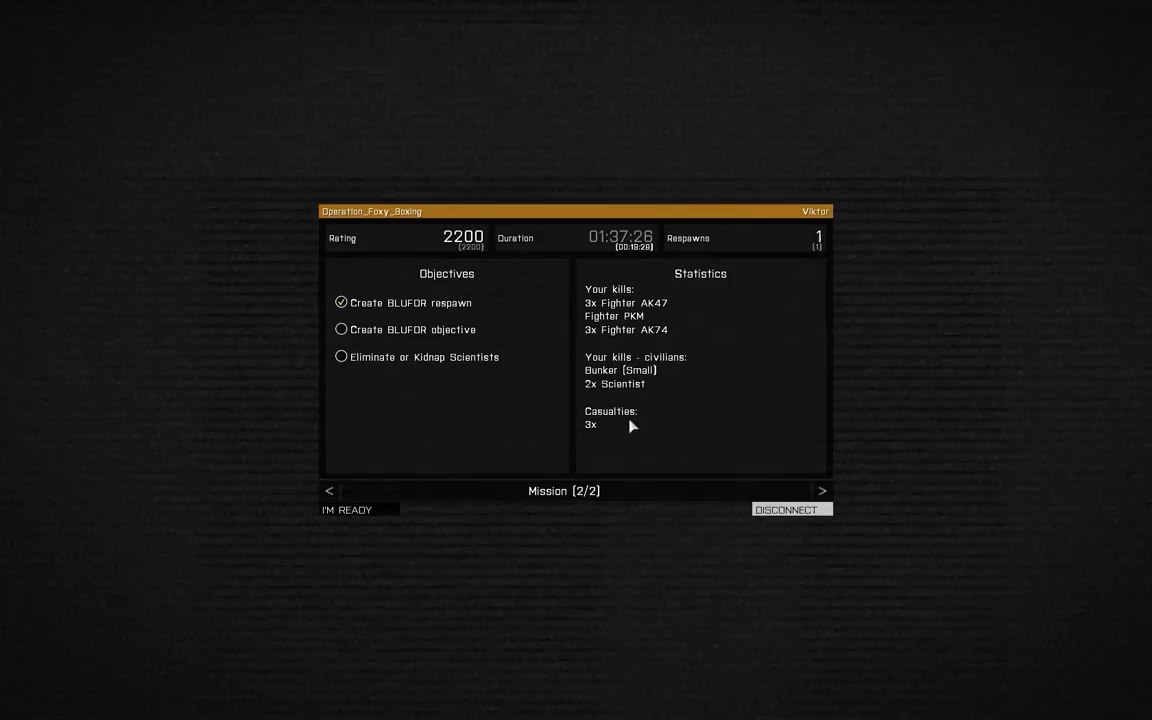 Operation_Foxy_Boxing Viktor
Rating 2200 Duration 01:37:26 Respawns 1
(2200) (00:19:29) (1)
Objectives
Create BLUFOR respawn
Create BLUFOR objective
Eliminate or Kidnap Scientists
Statistics
Your kills:
3x Fighter AK47
Fighter PKM
3x Fighter AK74
Your kills - civilians:
Bunker (Small)
2x Scientist
Casualties:
3x
< Mission (2/2) >
I'M READY DISCONNECT